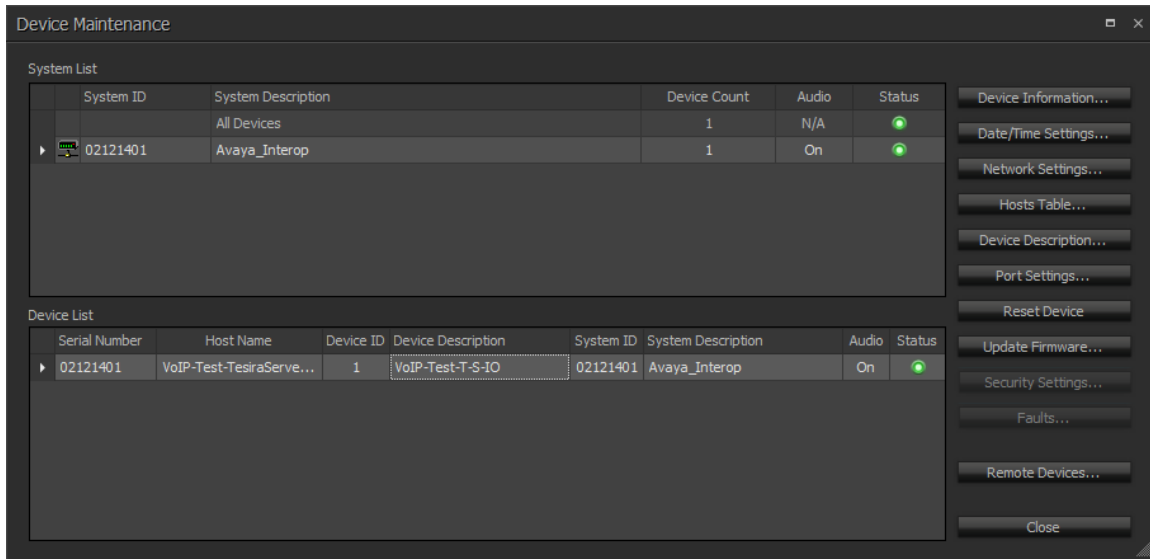 Device Maintenance
System List
System ID System Description Device Count Audio Status
All Devices 1 N/A
02121401 Avaya_Interop 1 On
Device List
Serial Number Host Name Device ID Device Description System ID System Description Audio Status
02121401 VoIP-Test-TesiraServe... 1 VoIP-Test-T-S-IO 02121401 Avaya_Interop On
Device Information...
Date/Time Settings...
Network Settings...
Hosts Table...
Device Description...
Port Settings...
Reset Device
Update Firmware...
Security Settings...
Faults...
Remote Devices...
Close